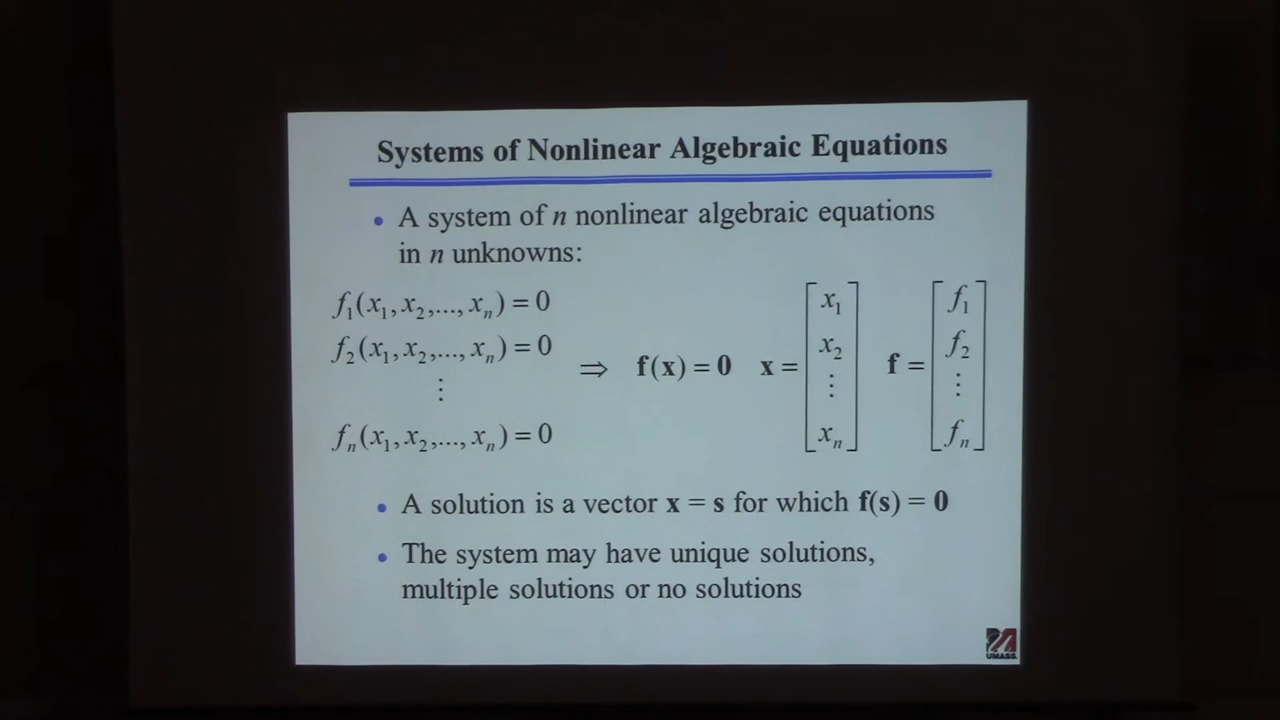 Systems of Nonlinear Algebraic Equations
• A system of n nonlinear algebraic equations
in n unknowns:
f₁(x₁, x₂,..., xₙ) = 0
f₂(x₁, x₂,..., xₙ) = 0
⋮
fₙ(x₁, x₂,..., xₙ) = 0
⇒ f(x) = 0 x = [x₁ x₂ ⋮ xₙ] f = [f₁ f₂ ⋮ fₙ]
• A solution is a vector x = s for which f(s) = 0
• The system may have unique solutions,
multiple solutions or no solutions
UMASS